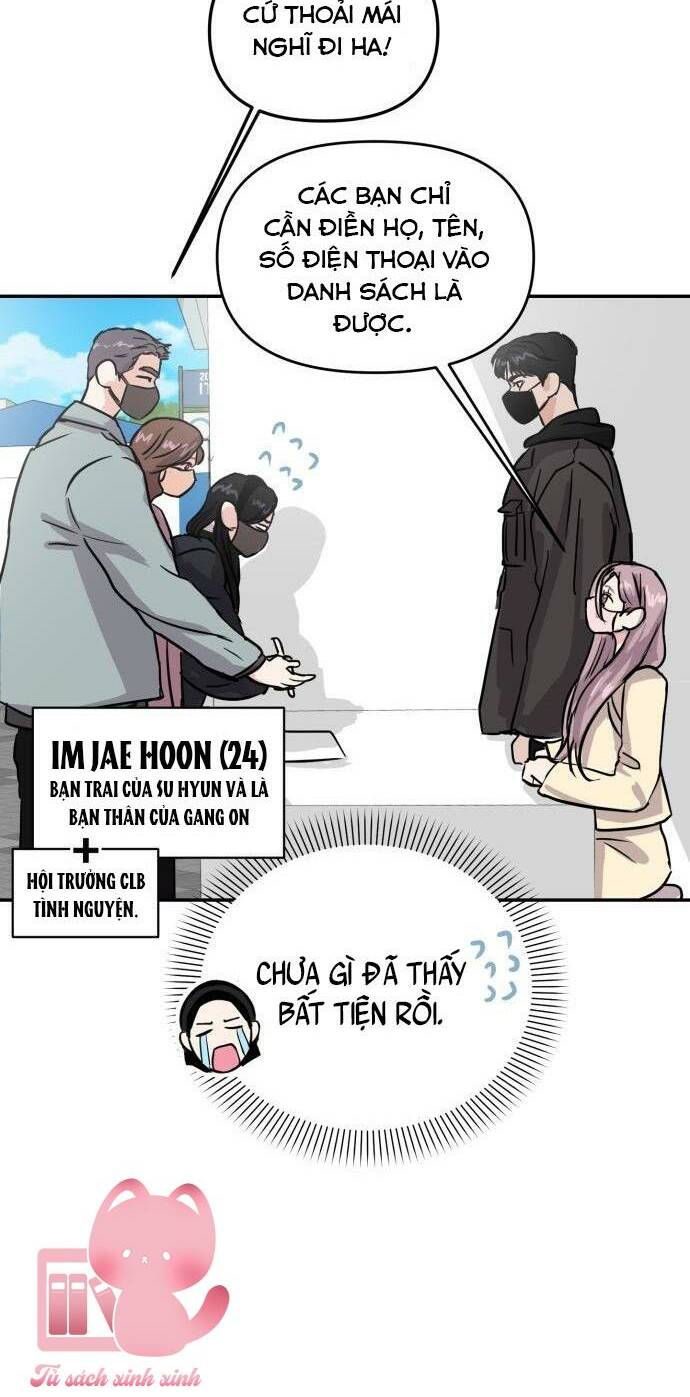 CỨ THOẢI MÁI
NGHĨ ĐI HA!
CÁC BẠN CHỈ
CẦN ĐIỀN HỌ, TÊN,
SỐ ĐIỆN THOẠI VÀO
DANH SÁCH LÀ
ĐƯỢC.
IM JAE HOON (24)
BẠN TRAI CỦA SU HYUN VÀ LÀ
BẠN THÂN CỦA GANG ON
+
HỘI TRƯỞNG CLB
TÌNH NGUYỆN.
CHƯA GÌ ĐÃ THẤY
BẤT TIỆN RỒI.
Tủ sách xinh xinh